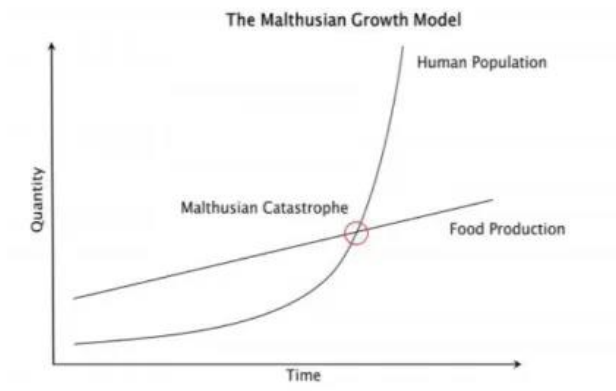 The Malthusian Growth Model
Human Population
Malthusian Catastrophe
Food Production
Quantity
Time